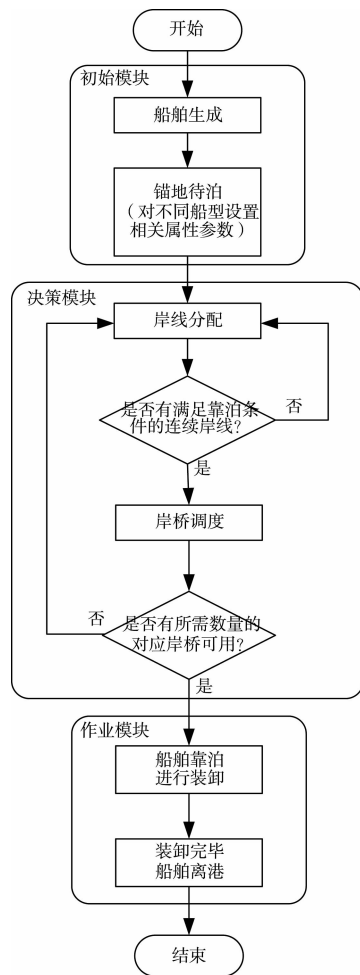 开始
初始模块
船舶生成
锚地待泊
（对不同船型设置
相关属性参数）
决策模块
岸线分配
是否有满足靠泊条
件的连续岸线?
否
是
岸桥调度
否
是否有所需数量的
对应岸桥可用?
是
作业模块
船舶靠泊
进行装卸
装卸完毕
船舶离港
结束